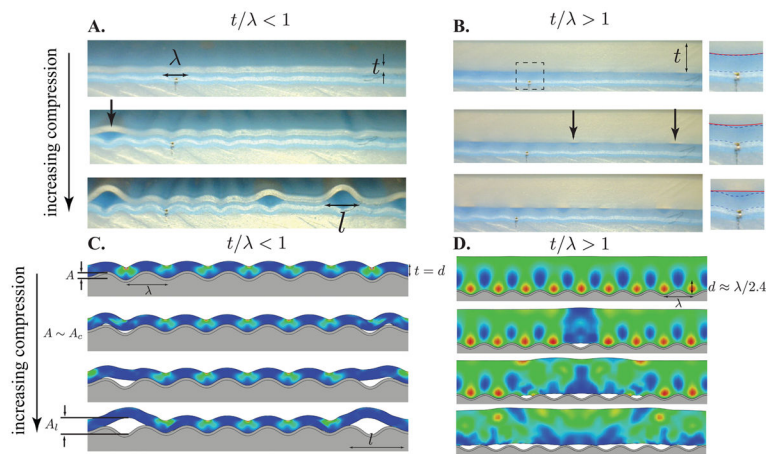 A. t/λ < 1
B. t/λ > 1
increasing compression
λ
t
t
l
C. t/λ < 1
D. t/λ > 1
increasing compression
A
λ
t = d
d ≈ λ/2.4
λ
A ∼ A_c
A_l
l